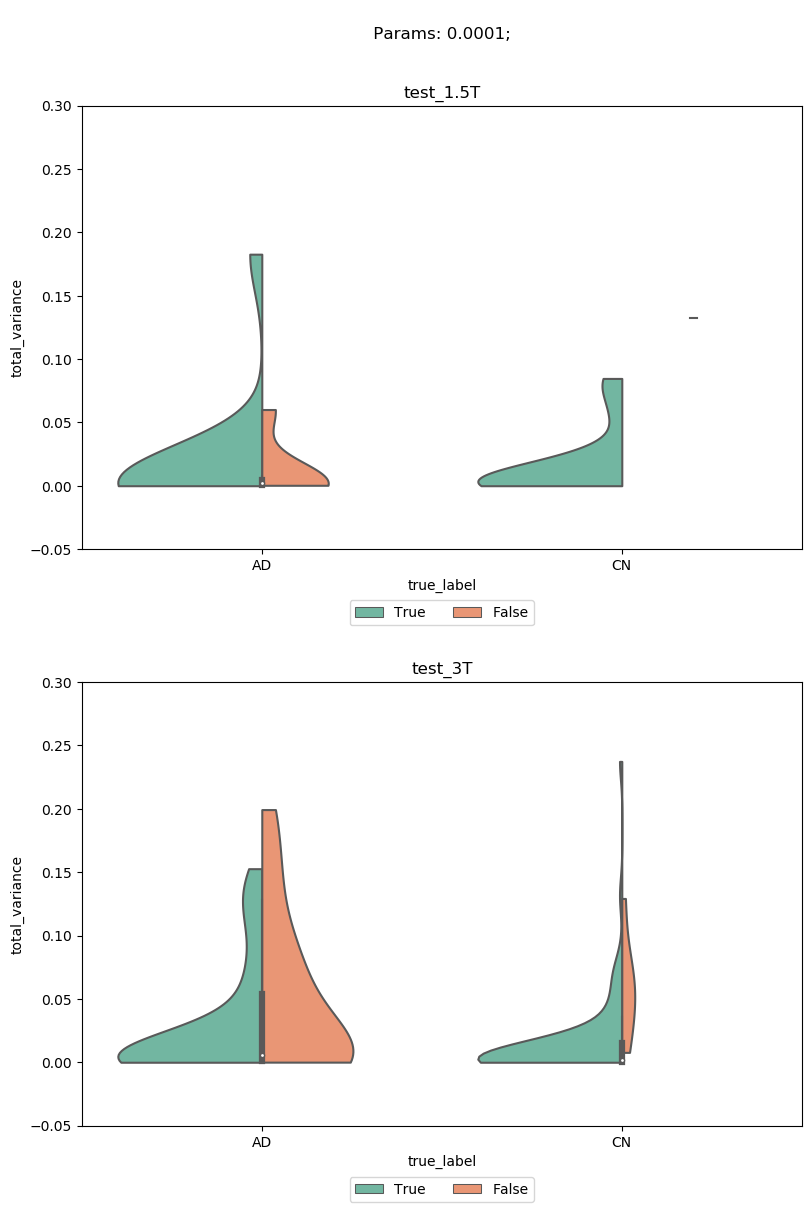 Params: 0.0001;
test_1.5T
0.30
0.25
0.20
0.15
0.10
0.05
0.00
−0.05
total_variance
AD CN
true_label
True False
test_3T
0.30
0.25
0.20
0.15
0.10
0.05
0.00
−0.05
total_variance
AD CN
true_label
True False